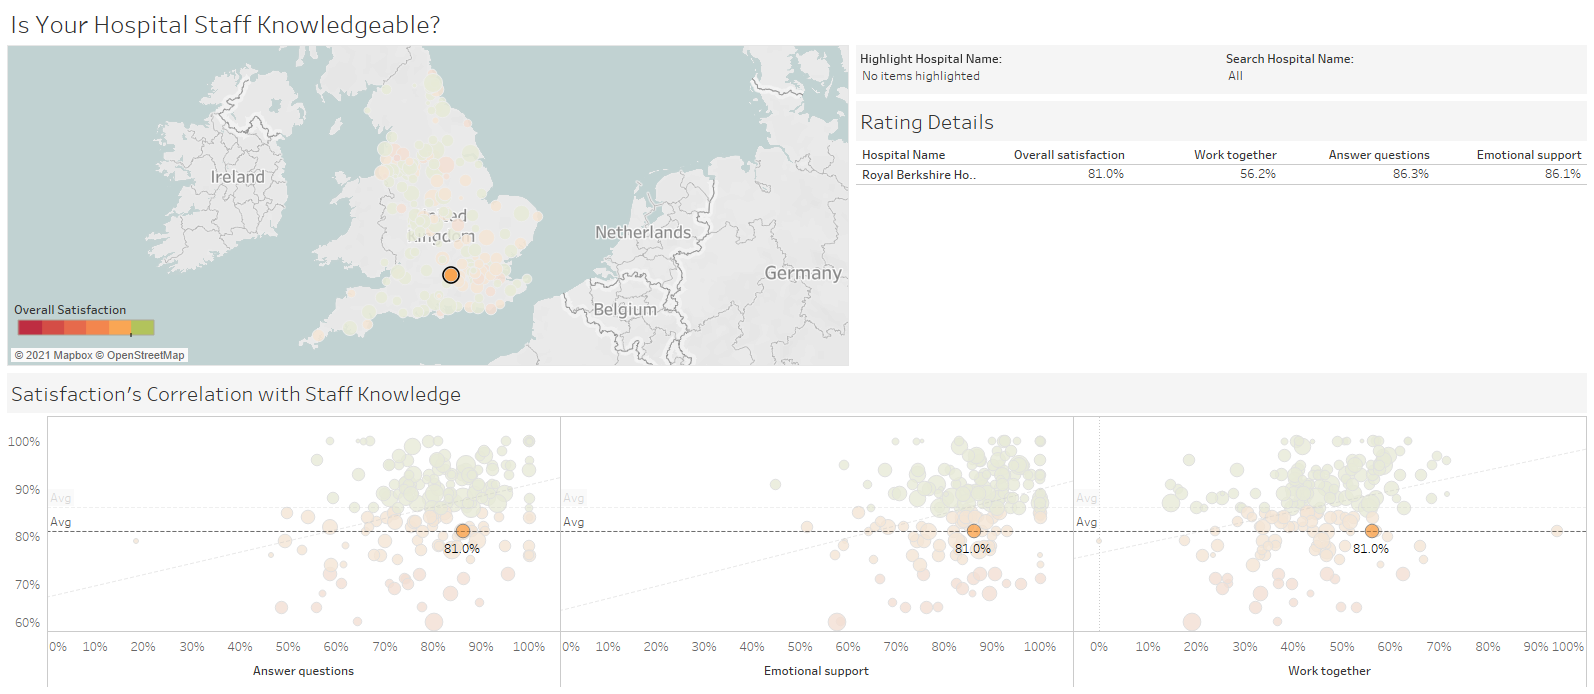 Is Your Hospital Staff Knowledgeable?
Ireland
United
Kingdom
Netherlands
Germany
Belgium
Overall Satisfaction
© 2021 Mapbox © OpenStreetMap
Highlight Hospital Name:
No items highlighted
Search Hospital Name:
All
Rating Details
Hospital Name Overall satisfaction Work together Answer questions Emotional support
Royal Berkshire Ho.. 81.0% 56.2% 86.3% 86.1%
Satisfaction's Correlation with Staff Knowledge
100%
90%
80%
70%
60%
Avg
Avg
81.0%
Avg
Avg
81.0%
Avg
Avg
81.0%
0% 10% 20% 30% 40% 50% 60% 70% 80% 90% 100%
0% 10% 20% 30% 40% 50% 60% 70% 80% 90% 100%
0% 10% 20% 30% 40% 50% 60% 70% 80% 90% 100%
Answer questions
Emotional support
Work together